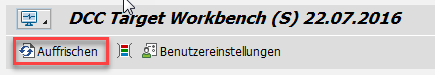 DCC Target Workbench (S) 22.07.2016
Auffrischen Benutzereinstellungen